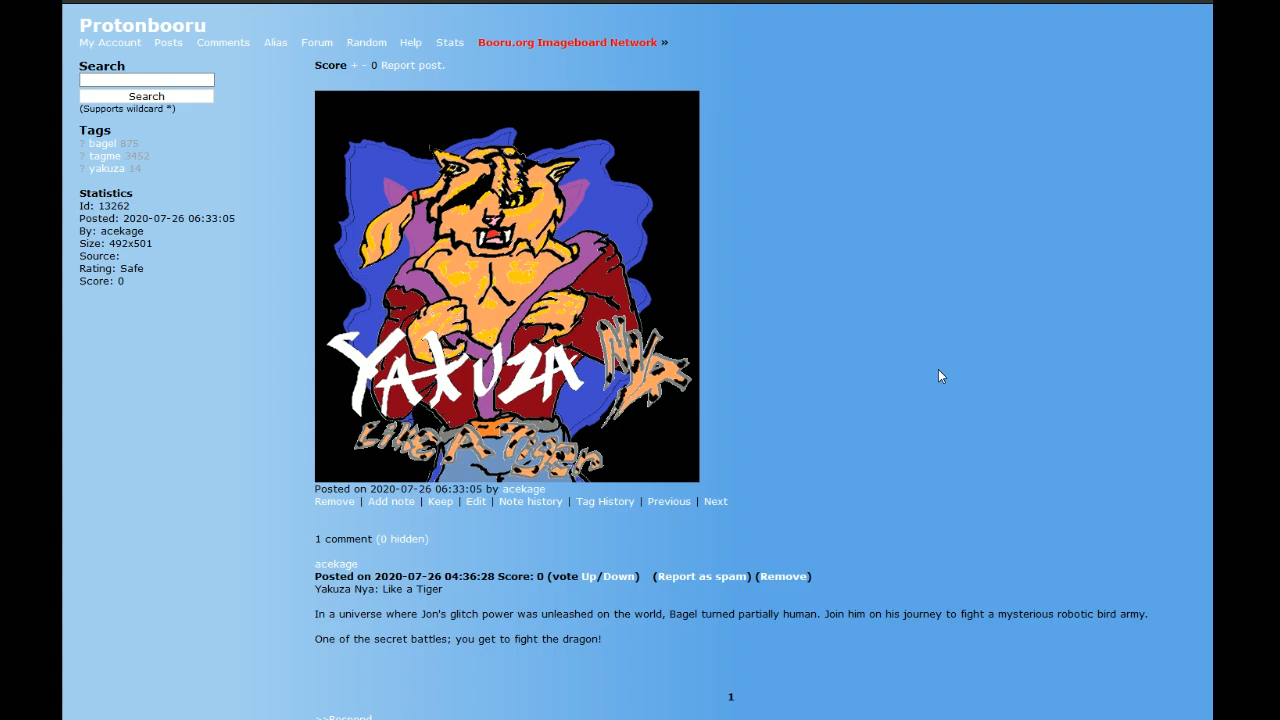 Protonbooru
My Account Posts Comments Alias Forum Random Help Stats Booru.org Imageboard Network »
Search
Search
(Supports wildcard *)
Tags
? bagel 875
? tagme 3452
? yakuza 14
Statistics
Id: 13262
Posted: 2020-07-26 06:33:05
By: acekage
Size: 492x501
Source:
Rating: Safe
Score: 0
Score + - 0 Report post.
YAKUZA NYA
Like A Tiger
Posted on 2020-07-26 06:33:05 by acekage
Remove | Add note | Keep | Edit | Note history | Tag History | Previous | Next
1 comment (0 hidden)
acekage
Posted on 2020-07-26 04:36:28 Score: 0 (vote Up/Down) (Report as spam) (Remove)
Yakuza Nya: Like a Tiger
In a universe where Jon's glitch power was unleashed on the world, Bagel turned partially human. Join him on his journey to fight a mysterious robotic bird army.
One of the secret battles; you get to fight the dragon!
1
>>Respond